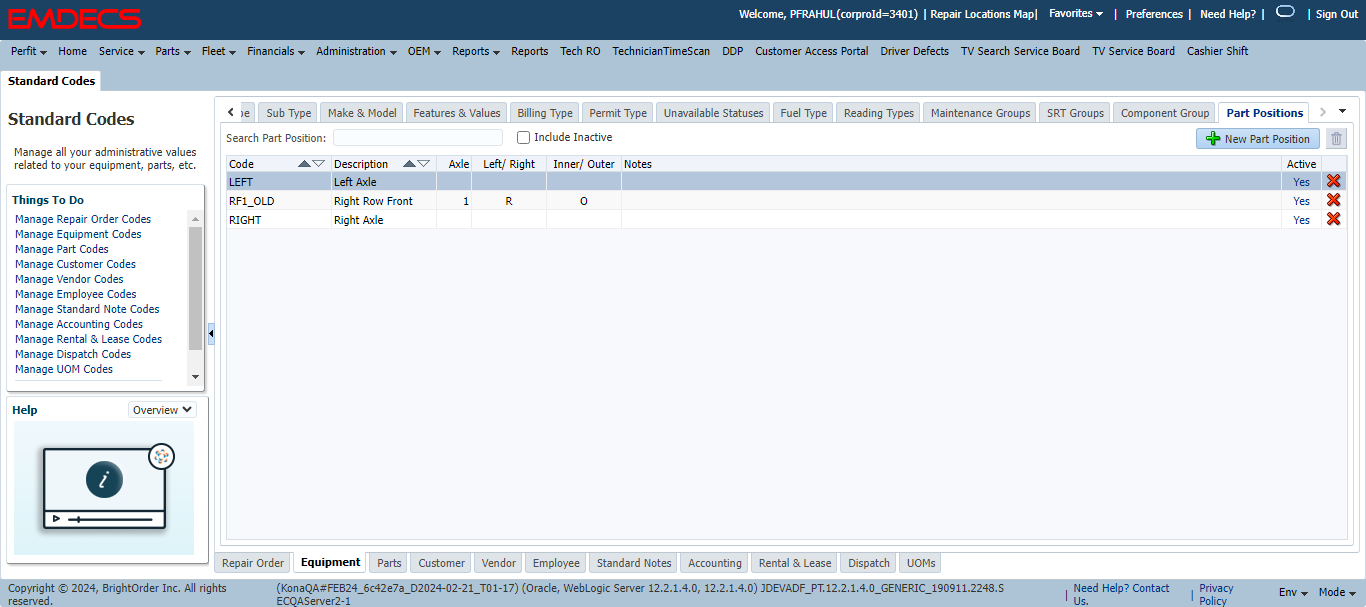 EMDECS
Welcome, PFRAHUL(corproId=3401) | Repair Locations Map| Favorites | Preferences | Need Help? | | Sign Out
Perfit Home Service Parts Fleet Financials Administration OEM Reports Reports Tech RO TechnicianTimeScan DDP Customer Access Portal Driver Defects TV Search Service Board TV Service Board Cashier Shift
Standard Codes
Standard Codes
Manage all your administrative values
related to your equipment, parts, etc.
Things To Do
Manage Repair Order Codes
Manage Equipment Codes
Manage Part Codes
Manage Customer Codes
Manage Vendor Codes
Manage Employee Codes
Manage Standard Note Codes
Manage Accounting Codes
Manage Rental & Lease Codes
Manage Dispatch Codes
Manage UOM Codes
Help Overview
i
pe Sub Type Make & Model Features & Values Billing Type Permit Type Unavailable Statuses Fuel Type Reading Types Maintenance Groups SRT Groups Component Group Part Positions
Search Part Position: Include Inactive New Part Position
Code Description Axle Left/ Right Inner/ Outer Notes Active
LEFT Left Axle Yes
RF1_OLD Right Row Front 1 R O Yes
RIGHT Right Axle Yes
Repair Order Equipment Parts Customer Vendor Employee Standard Notes Accounting Rental & Lease Dispatch UOMs
Copyright © 2024, BrightOrder Inc. All rights
reserved.
(KonaQA#FEB24_6c42e7a_D2024-02-21_T01-17) (Oracle, WebLogic Server 12.2.1.4.0, 12.2.1.4.0) JDEVADF_PT.12.2.1.4.0_GENERIC_190911.2248.S
ECQAServer2-1
| Need Help? Contact
Us.
| Privacy
Policy
Env Mode